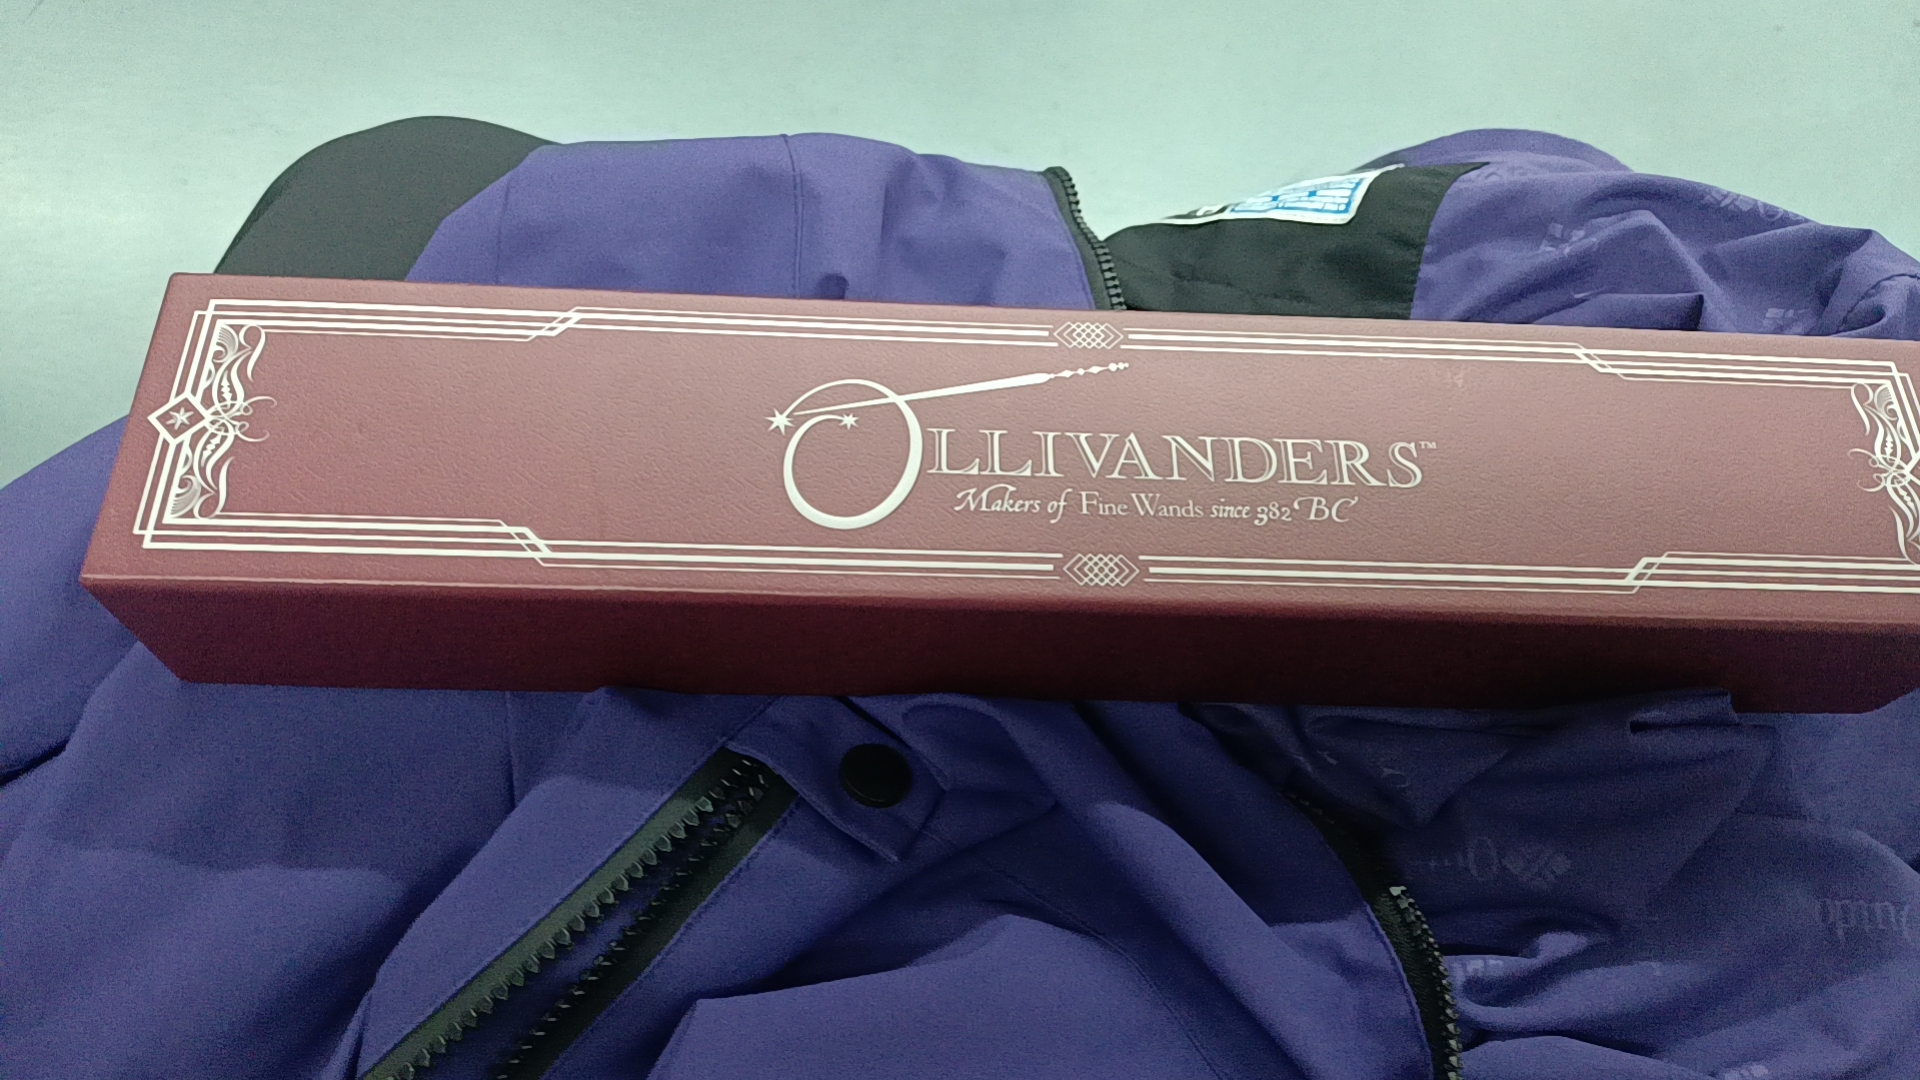 OLLIVANDERS™
Makers of Fine Wands since 382 BC